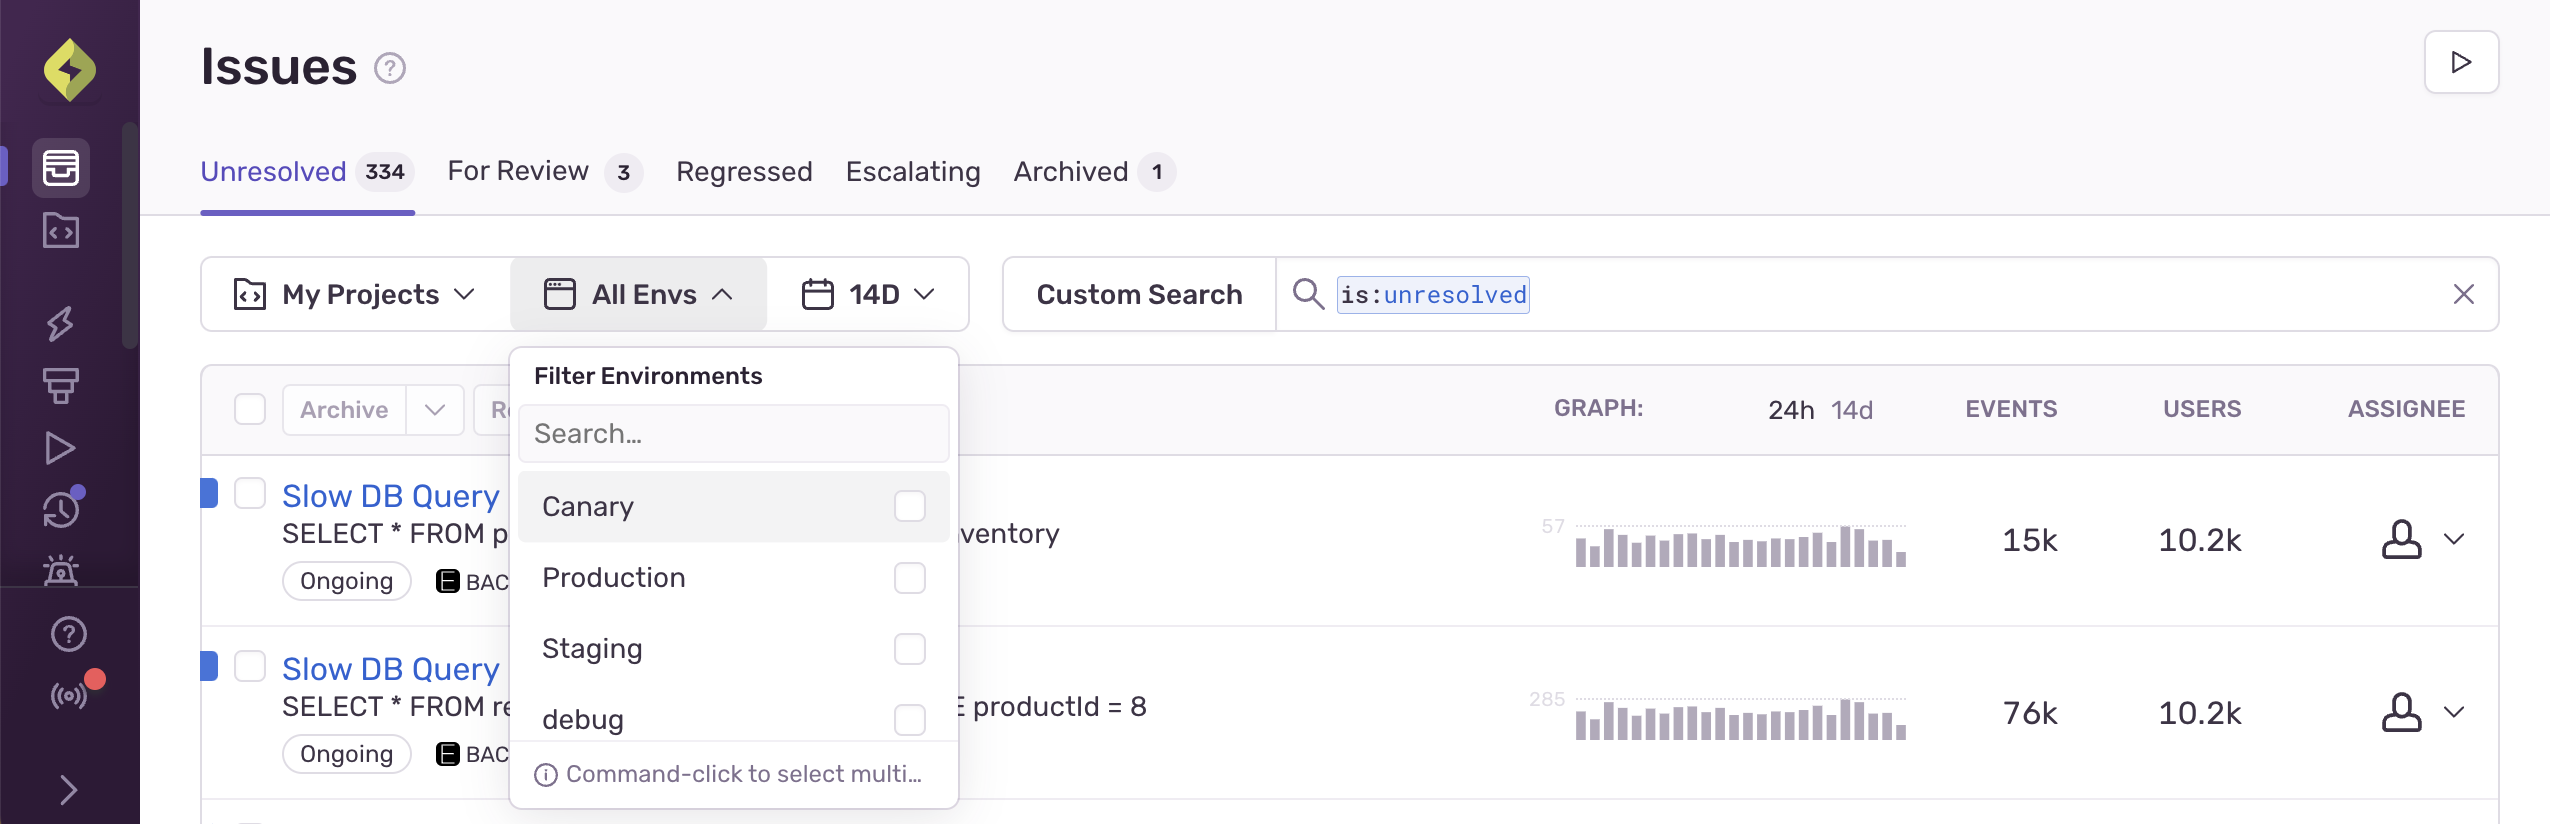 Issues ?
Unresolved 334 For Review 3 Regressed Escalating Archived 1
My Projects All Envs 14D Custom Search is:unresolved
Filter Environments
Search…
Canary
Production
Staging
debug
Command-click to select multi…
Archive GRAPH: 24h 14d EVENTS USERS ASSIGNEE
Slow DB Query
SELECT * FROM p ventory 57 15k 10.2k
Ongoing BAC
Slow DB Query
SELECT * FROM re E productId = 8 285 76k 10.2k
Ongoing BAC